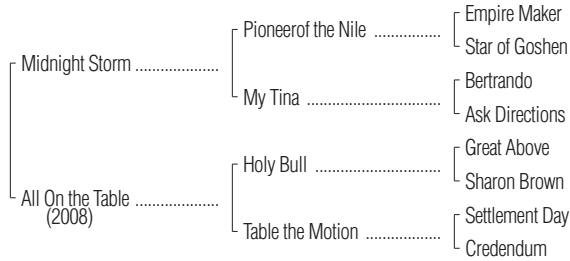 Empire Maker
Pioneerof the Nile ................
Star of Goshen
Midnight Storm ....................
Bertrando
My Tina ................................
Ask Directions
Great Above
Holy Bull ..............................
Sharon Brown
All On the Table ....................
(2008)
Settlement Day
Table the Motion ..................
Credendum